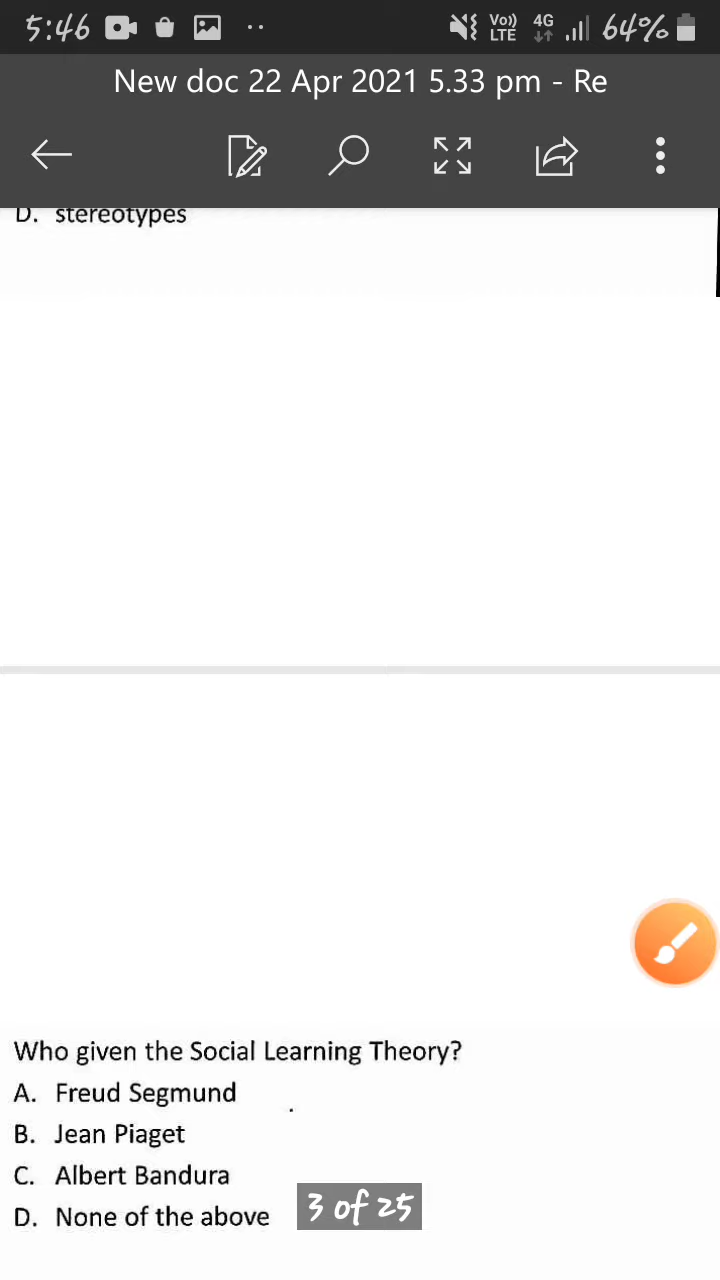 5:46
Vo)) LTE 4G 64%
New doc 22 Apr 2021 5.33 pm - Re
D. stereotypes
Who given the Social Learning Theory?
A. Freud Segmund
B. Jean Piaget
C. Albert Bandura
D. None of the above
3 of 25